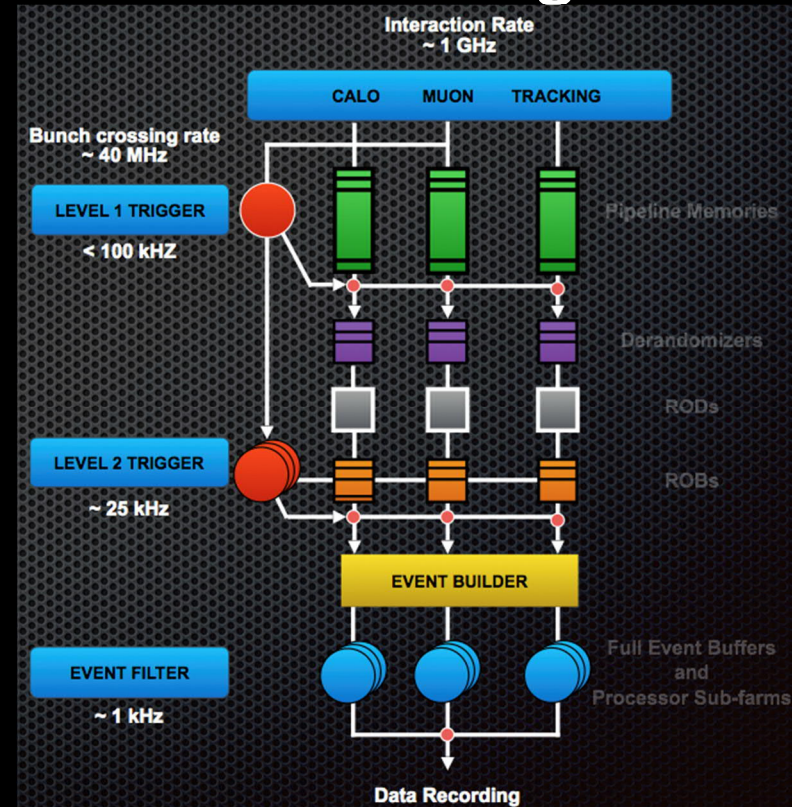 Interaction Rate
~ 1 GHz
CALO MUON TRACKING
Bunch crossing rate
~ 40 MHz
LEVEL 1 TRIGGER
< 100 kHZ
Pipeline Memories
Derandomizers
RODs
LEVEL 2 TRIGGER
~ 25 kHz
ROBs
EVENT BUILDER
EVENT FILTER
~ 1 kHz
Full Event Buffers
and
Processor Sub-farms
Data Recording